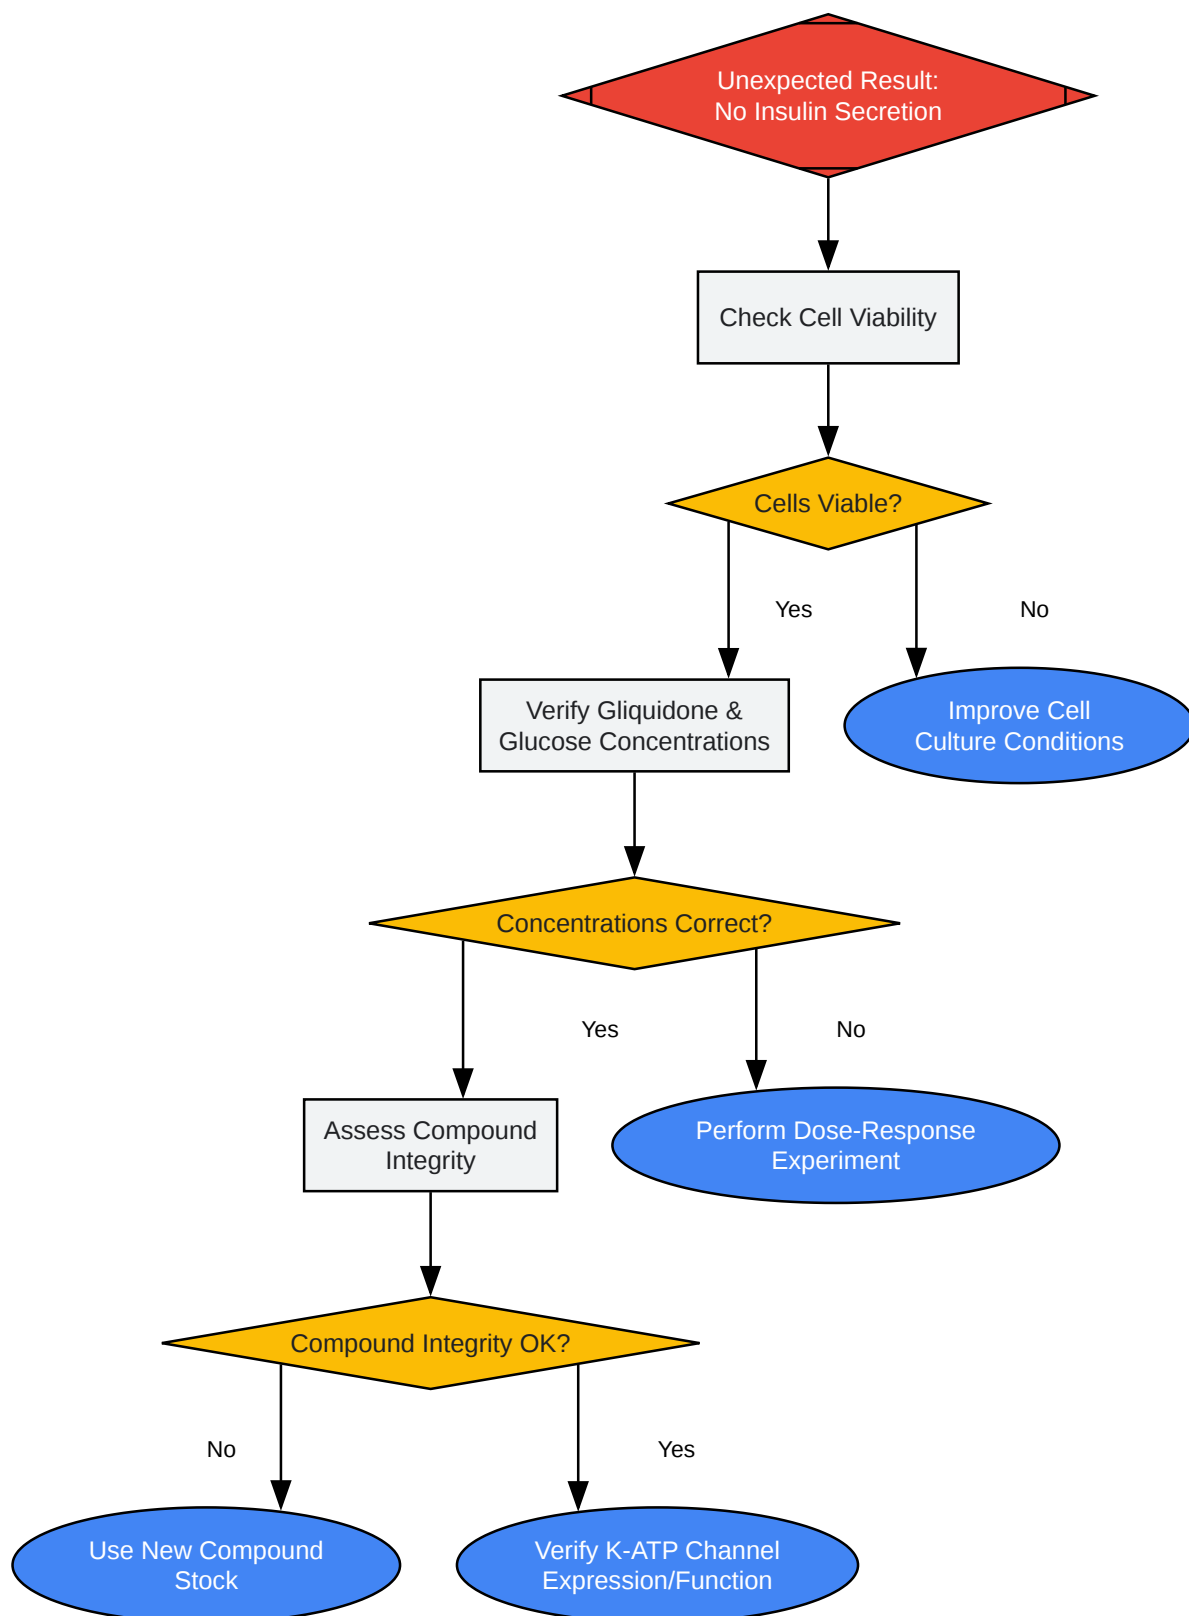 Unexpected Result:
No Insulin Secretion
Check Cell Viability
Cells Viable?
Yes
No
Verify Gliquidone &
Glucose Concentrations
Improve Cell
Culture Conditions
Concentrations Correct?
Yes
No
Assess Compound
Integrity
Perform Dose-Response
Experiment
Compound Integrity OK?
No
Yes
Use New Compound
Stock
Verify K-ATP Channel
Expression/Function